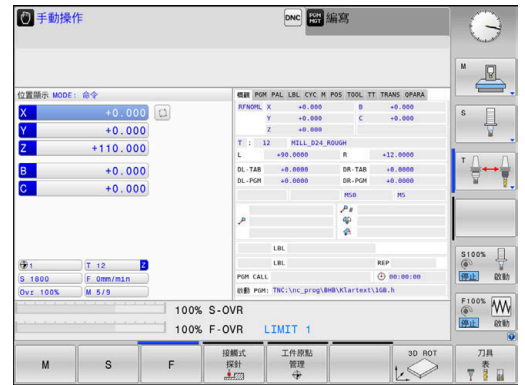 手動操作 DNC PGM MGT 編寫
位置顯示 MODE: 命令
X +0.000
Y +0.000
Z +110.000
B +0.000
C +0.000
1 T 12 Z
S 1800 F 0mm/min
Ovr 100% M 5/9
概觀 PGM PAL LBL CYC M POS TOOL TT TRANS QPARA
RFNOML X +0.000 B +0.000
Y +0.000 C +0.000
Z +0.000
T : 12 MILL_D24_ROUGH
L +90.0000 R +12.0000
DL-TAB +0.0000 DR-TAB +0.0000
DL-PGM +0.0000 DR-PGM +0.0000
M50 M5
P #
P
LBL
LBL REP
PGM CALL 00:00:00
啟動 PGM: TNC:\nc_prog\BHB\Klartext\1GB.h
100% S-OVR
100% F-OVR LIMIT 1
M
S
T
S100%
停止 啟動
F100%
停止 啟動
M
S
F
接觸式
探針
工件原點
管理
3D ROT
刀具
表